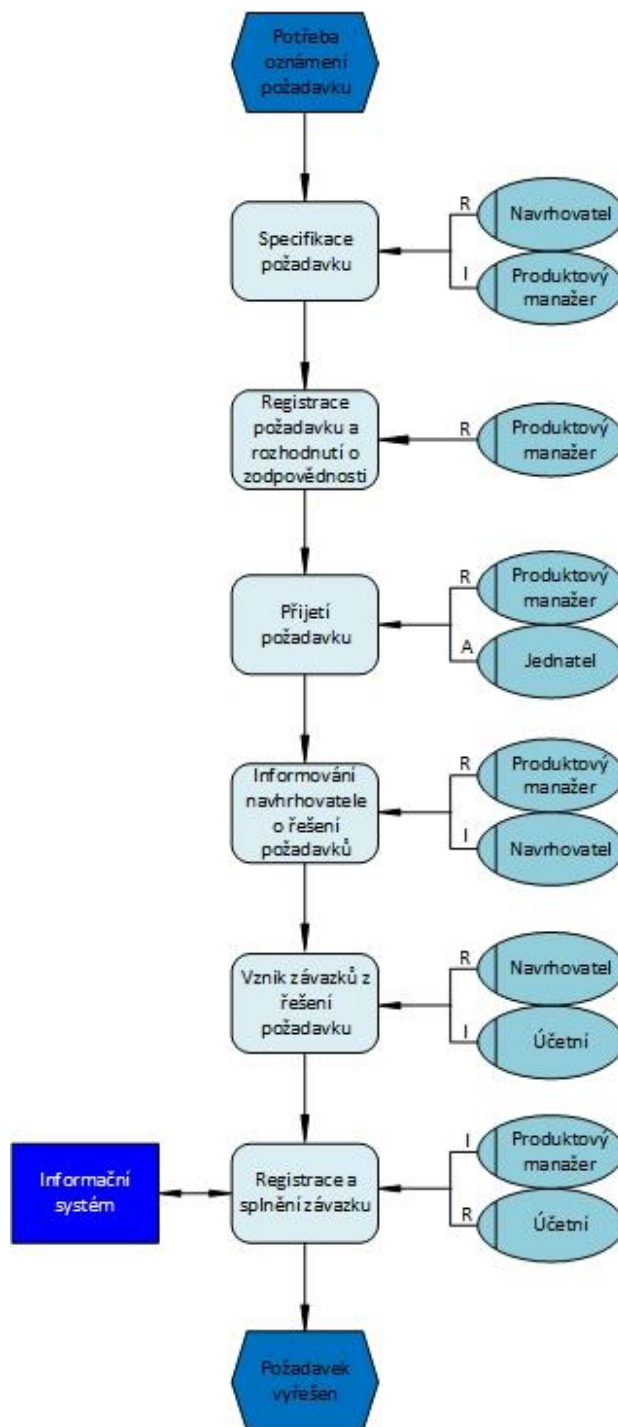 Potřeba
oznámení
požadavku
Specifikace
požadavku
R
Navrhovatel
I
Produktový
manažer
Registrace
požadavku a
rozhodnutí o
zodpovědnosti
R
Produktový
manažer
Přijetí
požadavku
R
Produktový
manažer
A
Jednatel
Informování
navhrhovatele
o řešení
požadavků
R
Produktový
manažer
I
Navrhovatel
Vznik závazků z
řešení
požadavku
R
Navrhovatel
I
Účetní
Informační
systém
Registrace a
splnění závazku
I
Produktový
manažer
R
Účetní
Požadavek
vyřešen